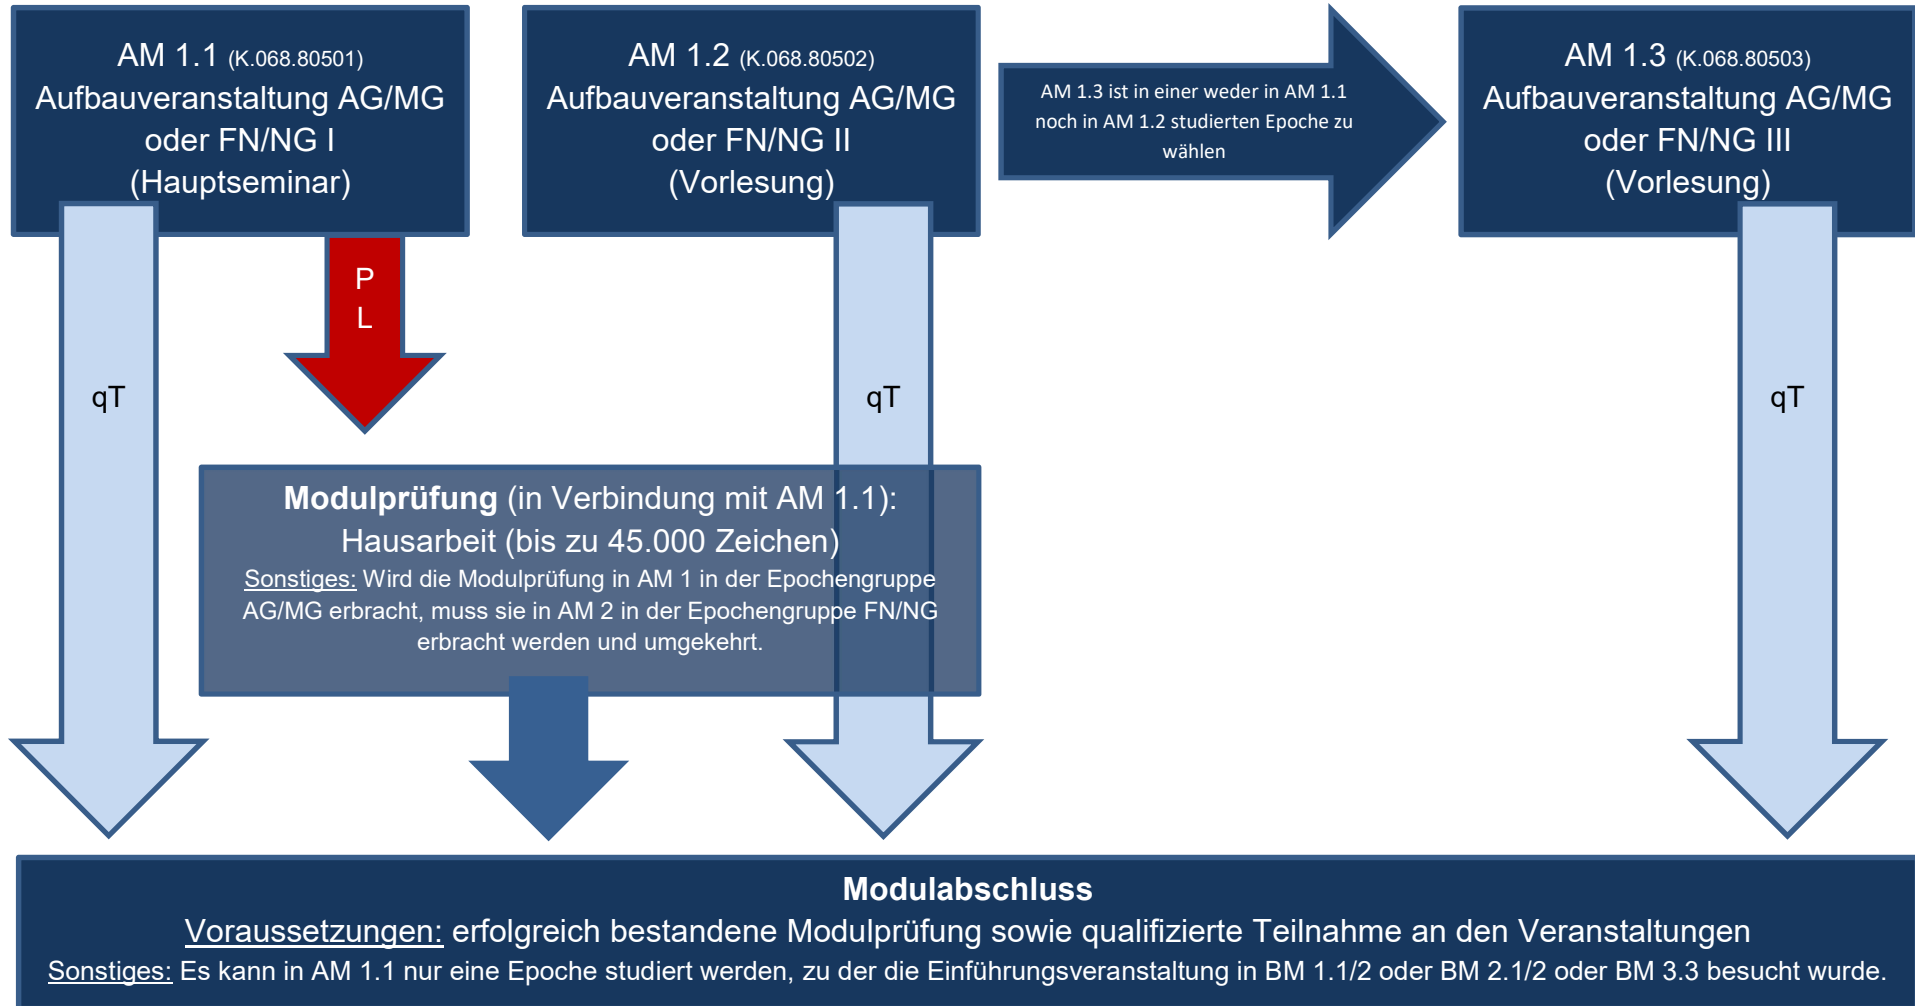 AM 1.1 (K.068.80501)
Aufbauveranstaltung AG/MG
oder FN/NG I
(Hauptseminar)
AM 1.2 (K.068.80502)
Aufbauveranstaltung AG/MG
oder FN/NG II
(Vorlesung)
AM 1.3 ist in einer weder in AM 1.1
noch in AM 1.2 studierten Epoche zu
wählen
AM 1.3 (K.068.80503)
Aufbauveranstaltung AG/MG
oder FN/NG III
(Vorlesung)
P
L
qT
qT
qT
Modulprüfung (in Verbindung mit AM 1.1):
Hausarbeit (bis zu 45.000 Zeichen)
Sonstiges: Wird die Modulprüfung in AM 1 in der Epochengruppe
AG/MG erbracht, muss sie in AM 2 in der Epochengruppe FN/NG
erbracht werden und umgekehrt.
Modulabschluss
Voraussetzungen: erfolgreich bestandene Modulprüfung sowie qualifizierte Teilnahme an den Veranstaltungen
Sonstiges: Es kann in AM 1.1 nur eine Epoche studiert werden, zu der die Einführungsveranstaltung in BM 1.1/2 oder BM 2.1/2 oder BM 3.3 besucht wurde.